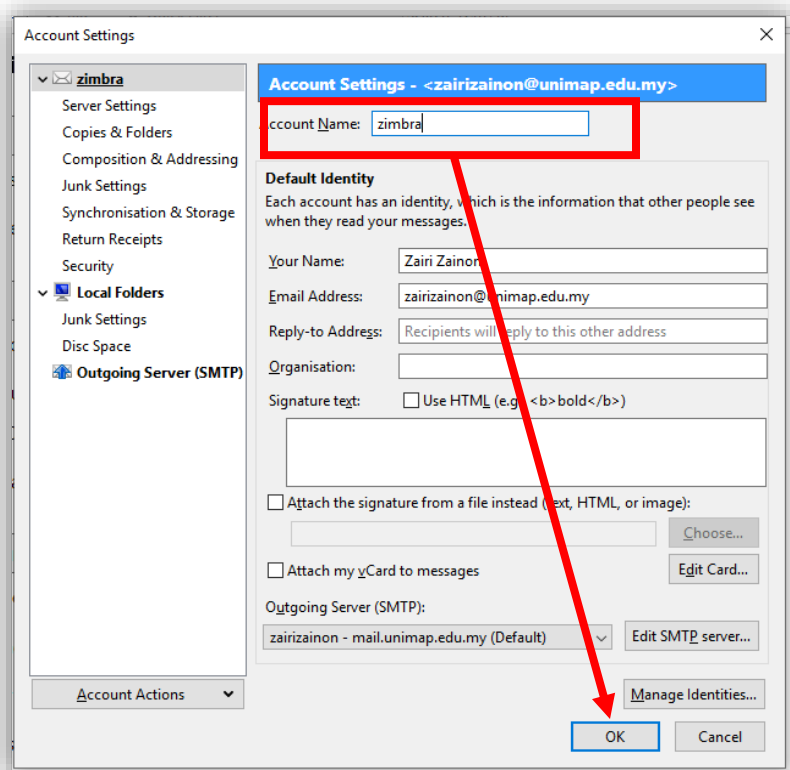 Account Settings
zimbra
Server Settings
Copies & Folders
Composition & Addressing
Junk Settings
Synchronisation & Storage
Return Receipts
Security
Local Folders
Junk Settings
Disc Space
Outgoing Server (SMTP)
Account Actions
Account Settings - <zairizainon@unimap.edu.my>
Account Name: zimbra
Default Identity
Each account has an identity, which is the information that other people see
when they read your messages.
Your Name: Zairi Zainon
Email Address: zairizainon@unimap.edu.my
Reply-to Address: Recipients will reply to this other address
Organisation:
Signature text: Use HTML (e.g., <b>bold</b>)
Attach the signature from a file instead (text, HTML, or image):
Choose...
Attach my vCard to messages
Edit Card...
Outgoing Server (SMTP):
zairizainon - mail.unimap.edu.my (Default) Edit SMTP server...
Manage Identities...
OK Cancel